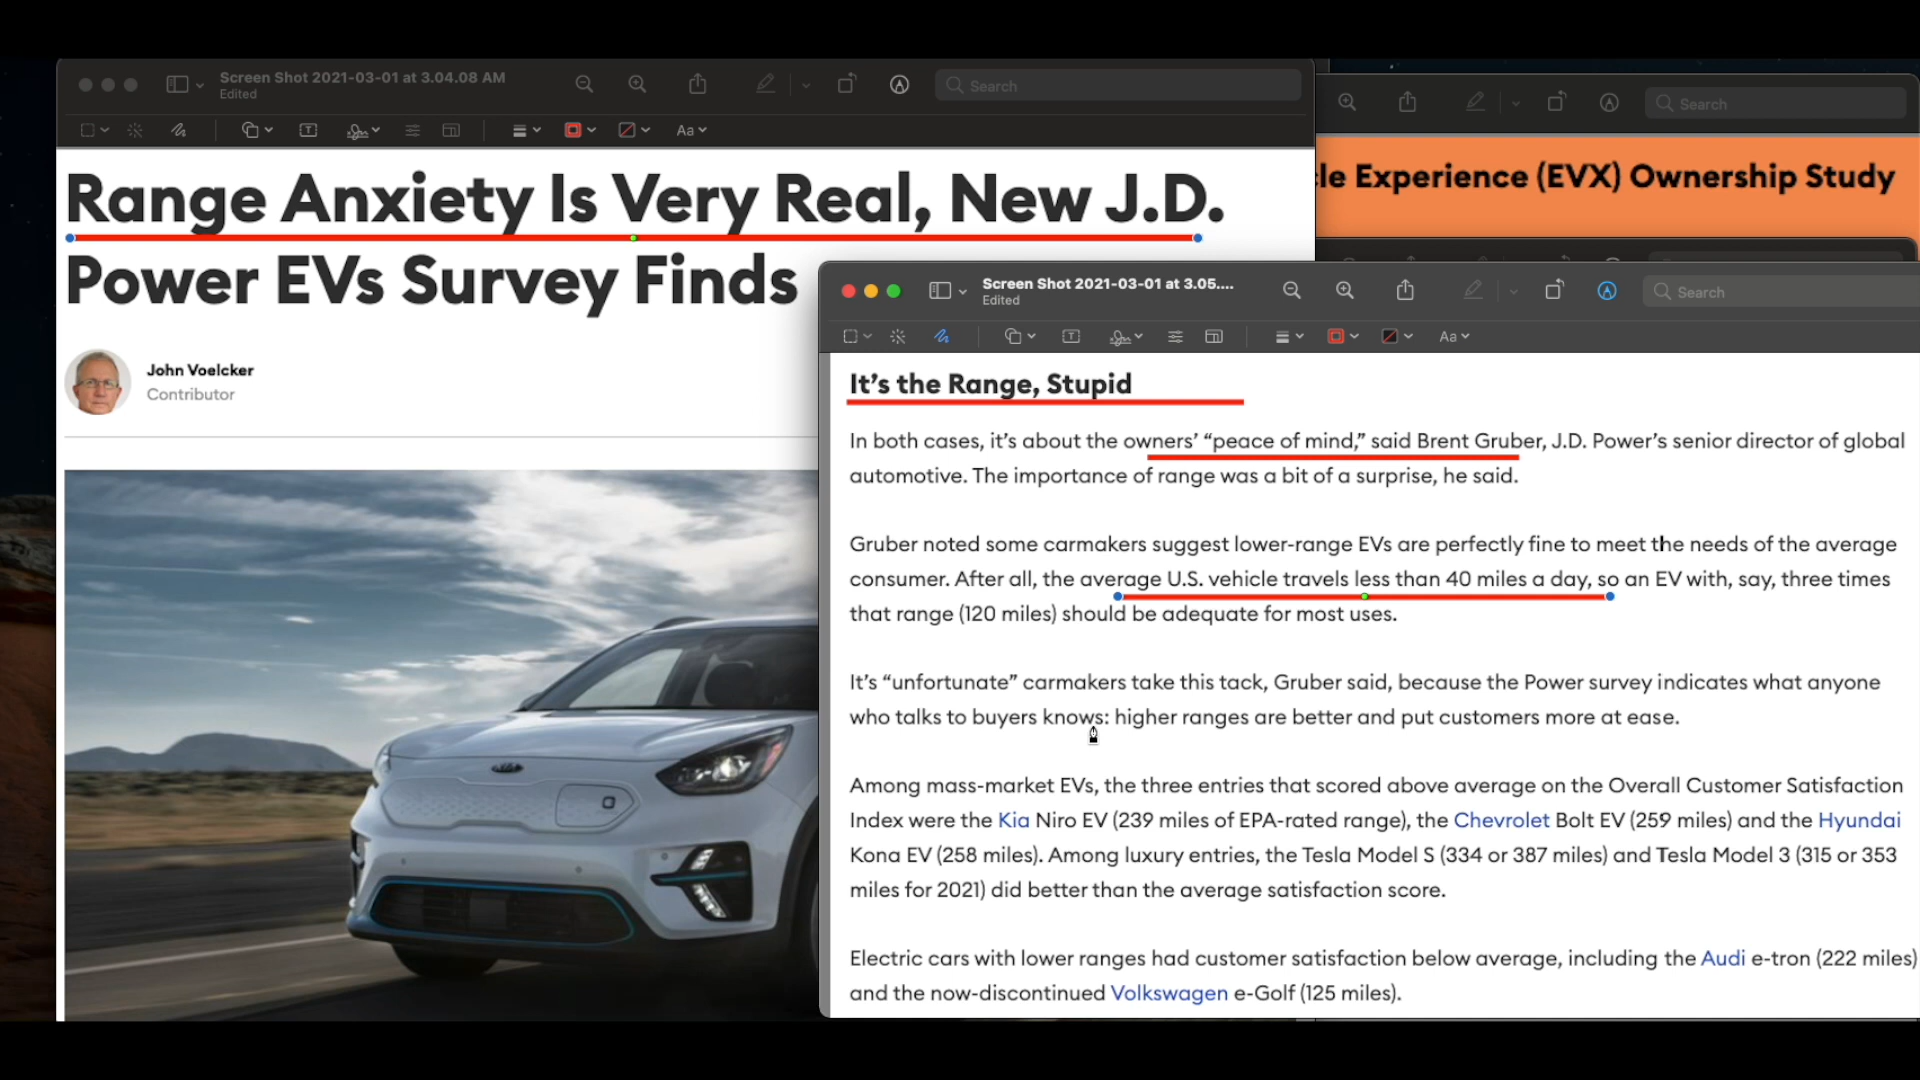 Screen Shot 2021-03-01 at 3.04.08 AM
Edited
Search
Aa
Range Anxiety Is Very Real, New J.D.
Power EVs Survey Finds
John Voelcker
Contributor
Search
le Experience (EVX) Ownership Study
Screen Shot 2021-03-01 at 3.05....
Edited
Search
Aa
It's the Range, Stupid
In both cases, it's about the owners' “peace of mind,” said Brent Gruber, J.D. Power's senior director of global
automotive. The importance of range was a bit of a surprise, he said.
Gruber noted some carmakers suggest lower-range EVs are perfectly fine to meet the needs of the average
consumer. After all, the average U.S. vehicle travels less than 40 miles a day, so an EV with, say, three times
that range (120 miles) should be adequate for most uses.
It's “unfortunate” carmakers take this tack, Gruber said, because the Power survey indicates what anyone
who talks to buyers knows: higher ranges are better and put customers more at ease.
Among mass-market EVs, the three entries that scored above average on the Overall Customer Satisfaction
Index were the Kia Niro EV (239 miles of EPA-rated range), the Chevrolet Bolt EV (259 miles) and the Hyundai
Kona EV (258 miles). Among luxury entries, the Tesla Model S (334 or 387 miles) and Tesla Model 3 (315 or 353
miles for 2021) did better than the average satisfaction score.
Electric cars with lower ranges had customer satisfaction below average, including the Audi e-tron (222 miles)
and the now-discontinued Volkswagen e-Golf (125 miles).